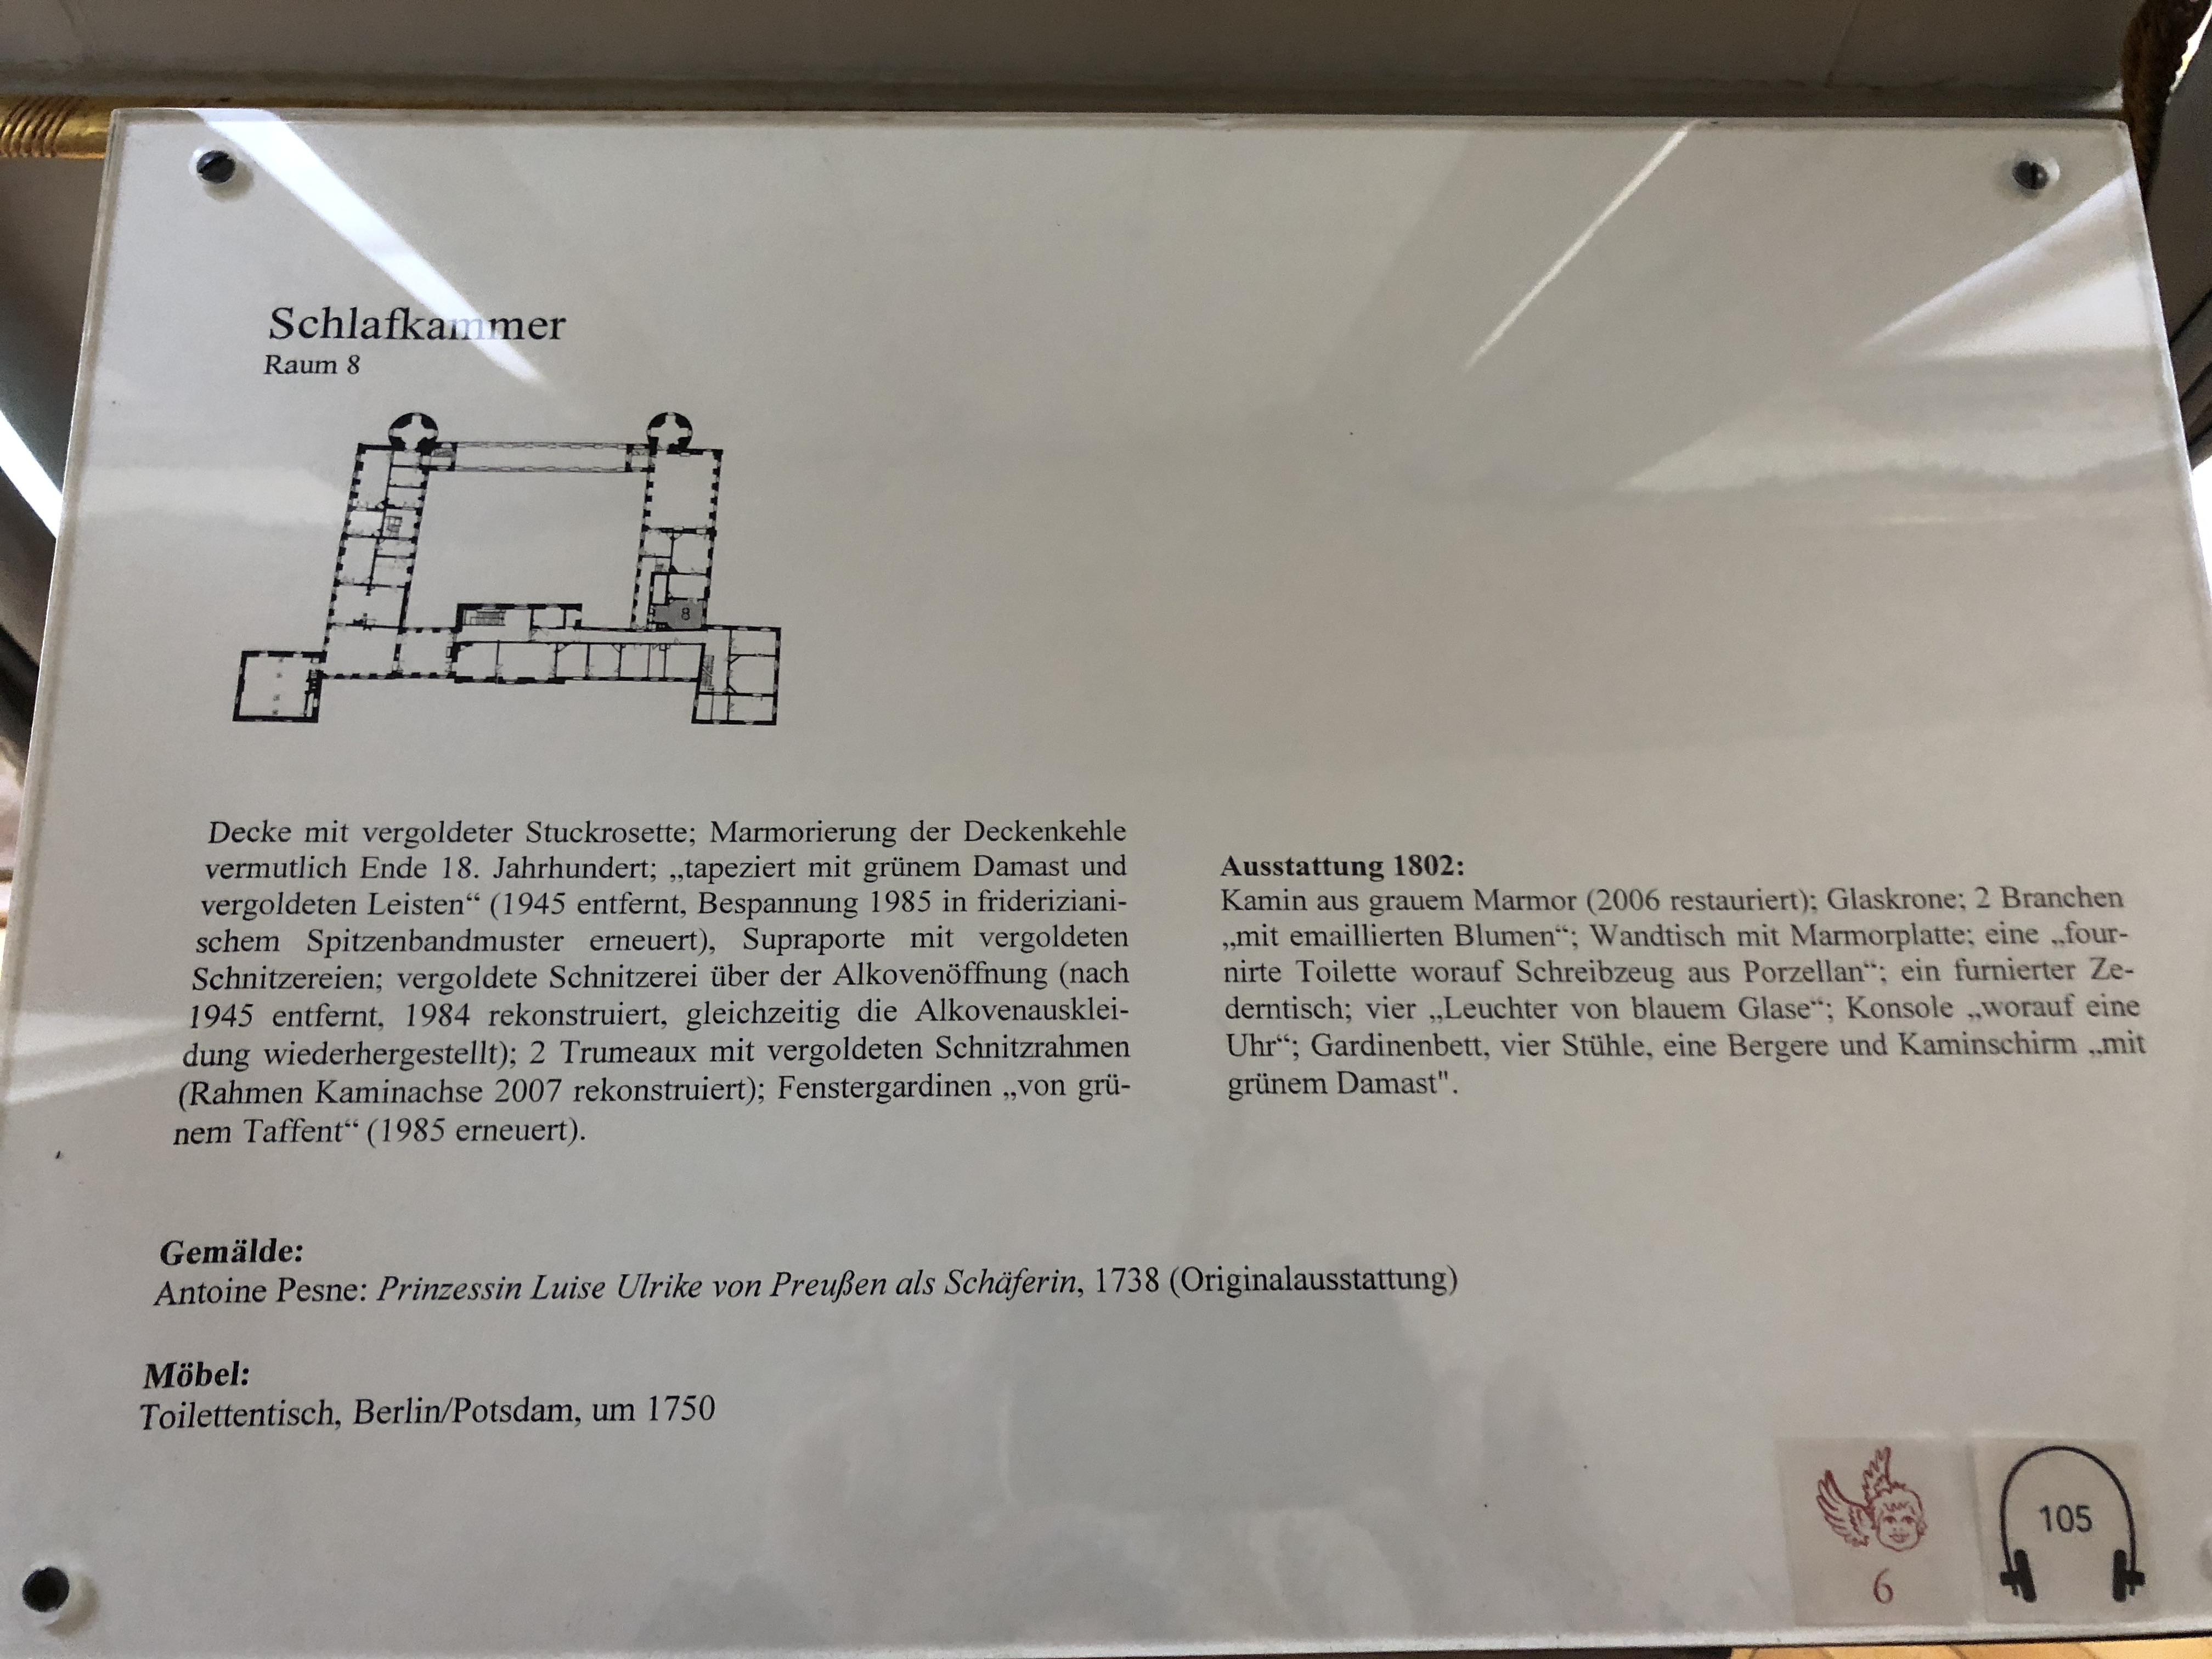 Schlafkammer
Raum 8
8
Decke mit vergoldeter Stuckrosette; Marmorierung der Deckenkehle
vermutlich Ende 18. Jahrhundert; „tapeziert mit grünem Damast und
vergoldeten Leisten“ (1945 entfernt, Bespannung 1985 in friderizianі-
schem Spitzenbandmuster erneuert), Supraporte mit vergoldeten
Schnitzereien; vergoldete Schnitzerei über der Alkovenöffnung (nach
1945 entfernt, 1984 rekonstruiert, gleichzeitig die Alkovenausklei-
dung wiederhergestellt); 2 Trumeaux mit vergoldeten Schnitzrahmen
(Rahmen Kaminachse 2007 rekonstruiert); Fenstergardinen „von grü-
nem Taffent“ (1985 erneuert).
Ausstattung 1802:
Kamin aus grauem Marmor (2006 restauriert); Glaskrone; 2 Branchen
„mit emaillierten Blumen“; Wandtisch mit Marmorplatte; eine „four-
nirte Toilette worauf Schreibzeug aus Porzellan“; ein furnierter Ze-
derntisch; vier „Leuchter von blauem Glase“; Konsole „worauf eine
Uhr“; Gardinenbett, vier Stühle, eine Bergere und Kaminschirm „mit
grünem Damast".
Gemälde:
Antoine Pesne: Prinzessin Luise Ulrike von Preußen als Schäferin, 1738 (Originalausstattung)
Möbel:
Toilettentisch, Berlin/Potsdam, um 1750
6
105